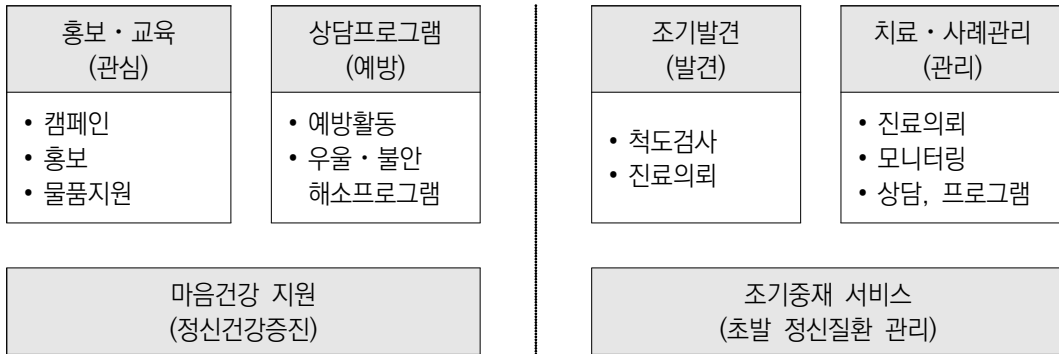 홍보・교육
(관심)
• 캠페인
• 홍보
• 물품지원
상담프로그램
(예방)
• 예방활동
• 우울・불안
해소프로그램
조기발견
(발견)
• 척도검사
• 진료의뢰
치료・사례관리
(관리)
• 진료의뢰
• 모니터링
• 상담, 프로그램
마음건강 지원
(정신건강증진)
조기중재 서비스
(초발 정신질환 관리)